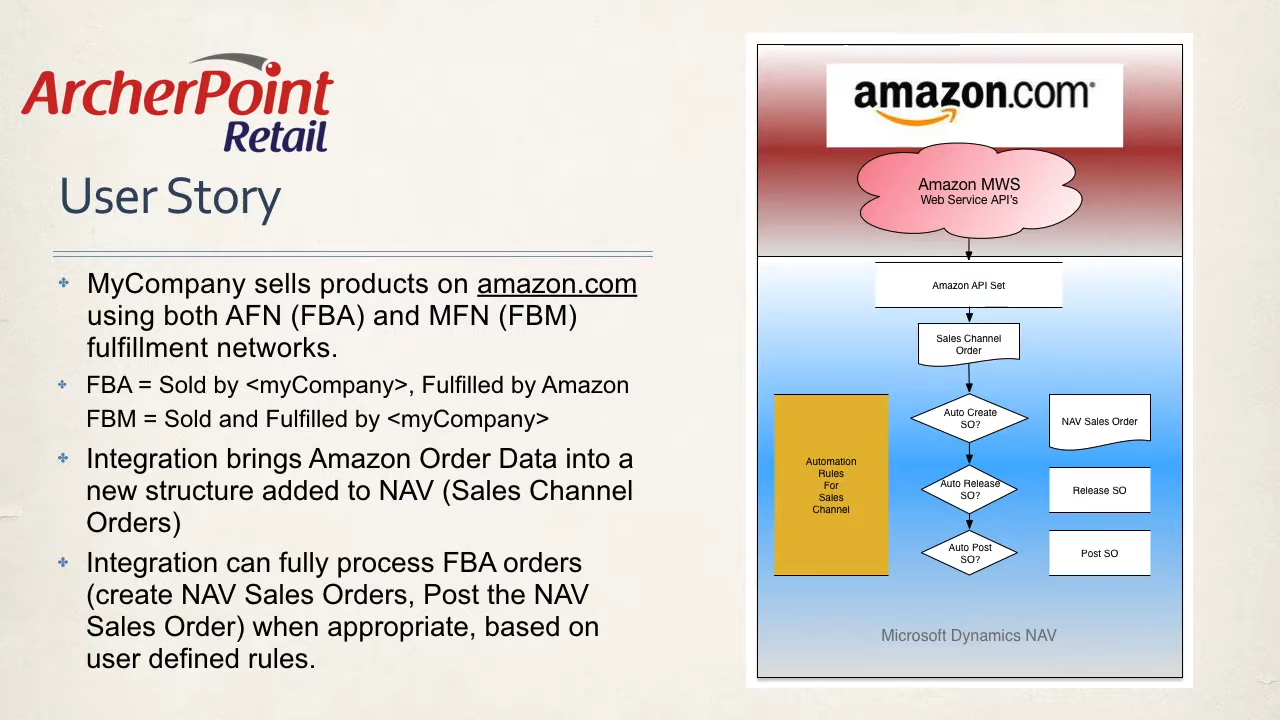 ArcherPoint
Retail
User Story
MyCompany sells products on amazon.com
using both AFN (FBA) and MFN (FBM)
fulfillment networks.
FBA = Sold by <myCompany>, Fulfilled by Amazon
FBM = Sold and Fulfilled by <myCompany>
Integration brings Amazon Order Data into a
new structure added to NAV (Sales Channel
Orders)
Integration can fully process FBA orders
(create NAV Sales Orders, Post the NAV
Sales Order) when appropriate, based on
user defined rules.
amazon.com®
Amazon MWS
Web Service API's
Amazon API Set
Sales Channel
Order
Auto Create
SO?
NAV Sales Order
Automation
Rules
For
Sales
Channel
Auto Release
SO?
Release SO
Auto Post
SO?
Post SO
Microsoft Dynamics NAV